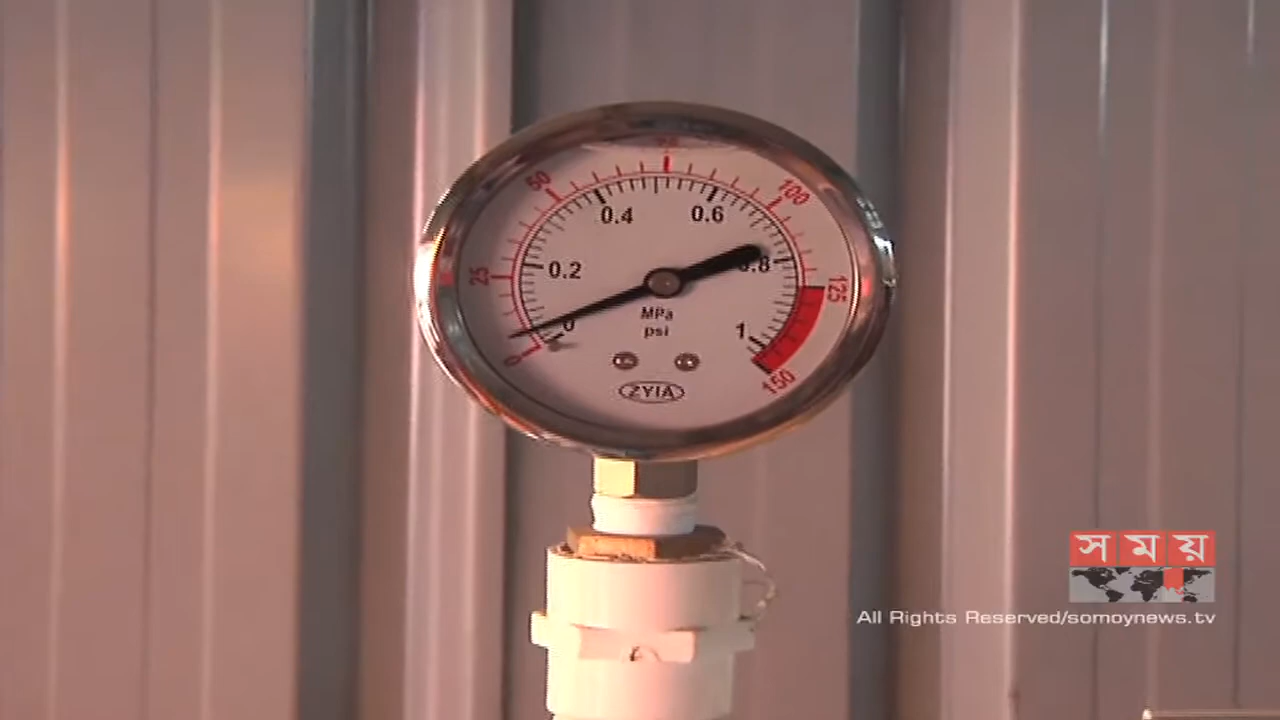 50
100
0.4
0.6
25
0.2
0.8
125
0
MPa
psi
1
0
150
ZYIA
সময়
All Rights Reserved/somoynews.tv